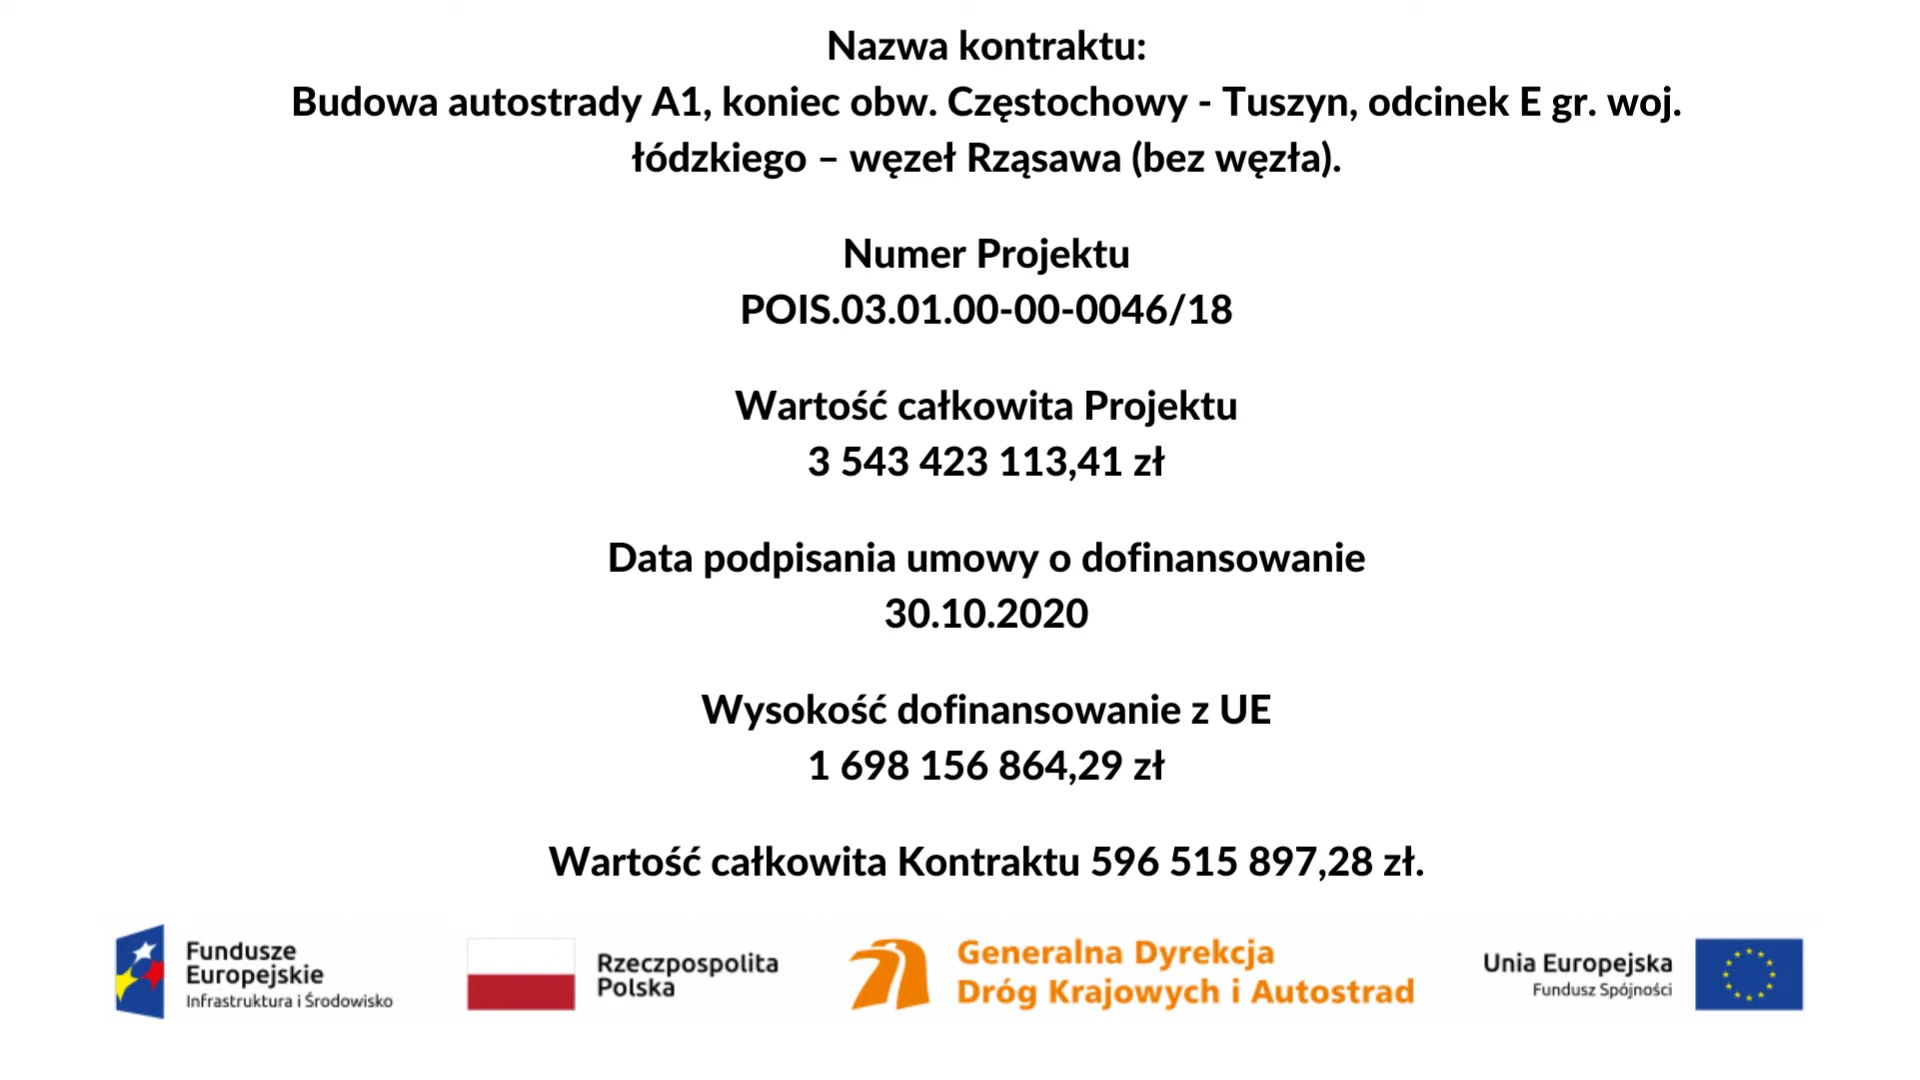 Nazwa kontraktu:
Budowa autostrady A1, koniec obw. Częstochowy - Tuszyn, odcinek E gr. woj.
łódzkiego – węzeł Rząsawa (bez węzła).
Numer Projektu
POIS.03.01.00-00-0046/18
Wartość całkowita Projektu
3 543 423 113,41 zł
Data podpisania umowy o dofinansowanie
30.10.2020
Wysokość dofinansowanie z UE
1 698 156 864,29 zł
Wartość całkowita Kontraktu 596 515 897,28 zł.
Fundusze
Europejskie
Infrastruktura i Środowisko
Rzeczpospolita
Polska
Generalna Dyrekcja
Dróg Krajowych i Autostrad
Unia Europejska
Fundusz Spójności